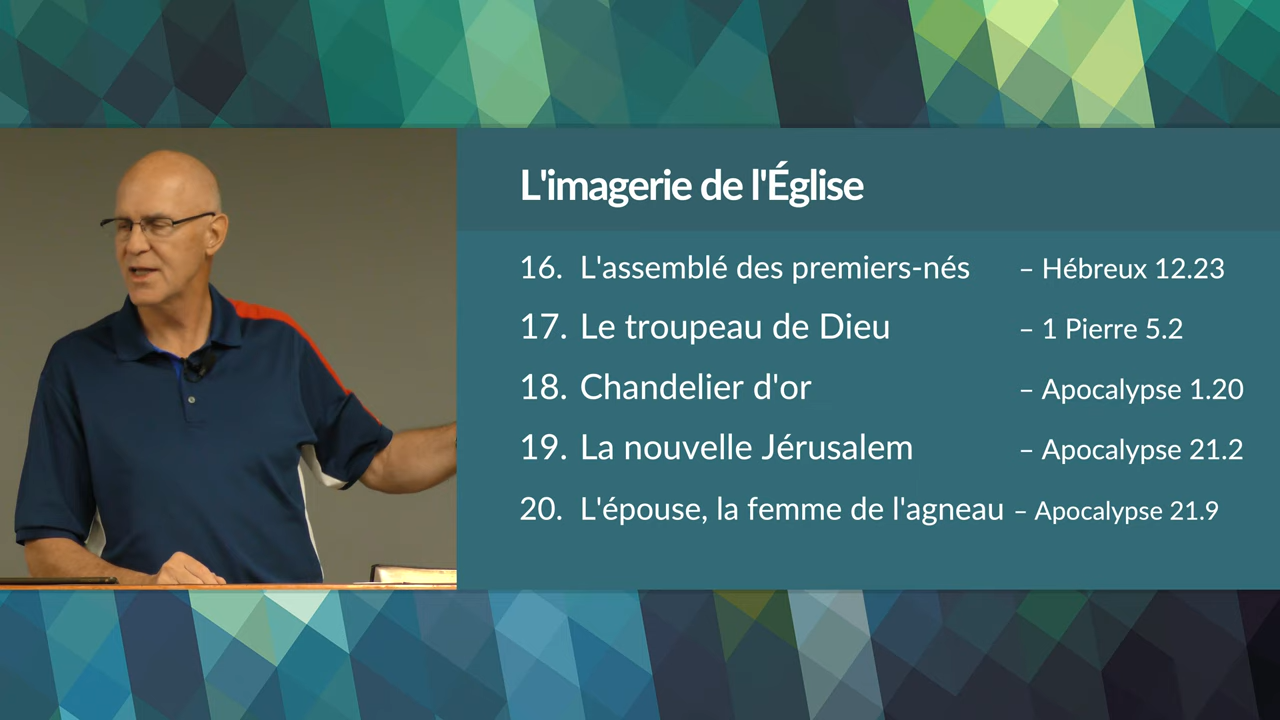 L'imagerie de l'Église
16. L'assemblé des premiers-nés – Hébreux 12.23
17. Le troupeau de Dieu – 1 Pierre 5.2
18. Chandelier d'or – Apocalypse 1.20
19. La nouvelle Jérusalem – Apocalypse 21.2
20. L'épouse, la femme de l'agneau – Apocalypse 21.9